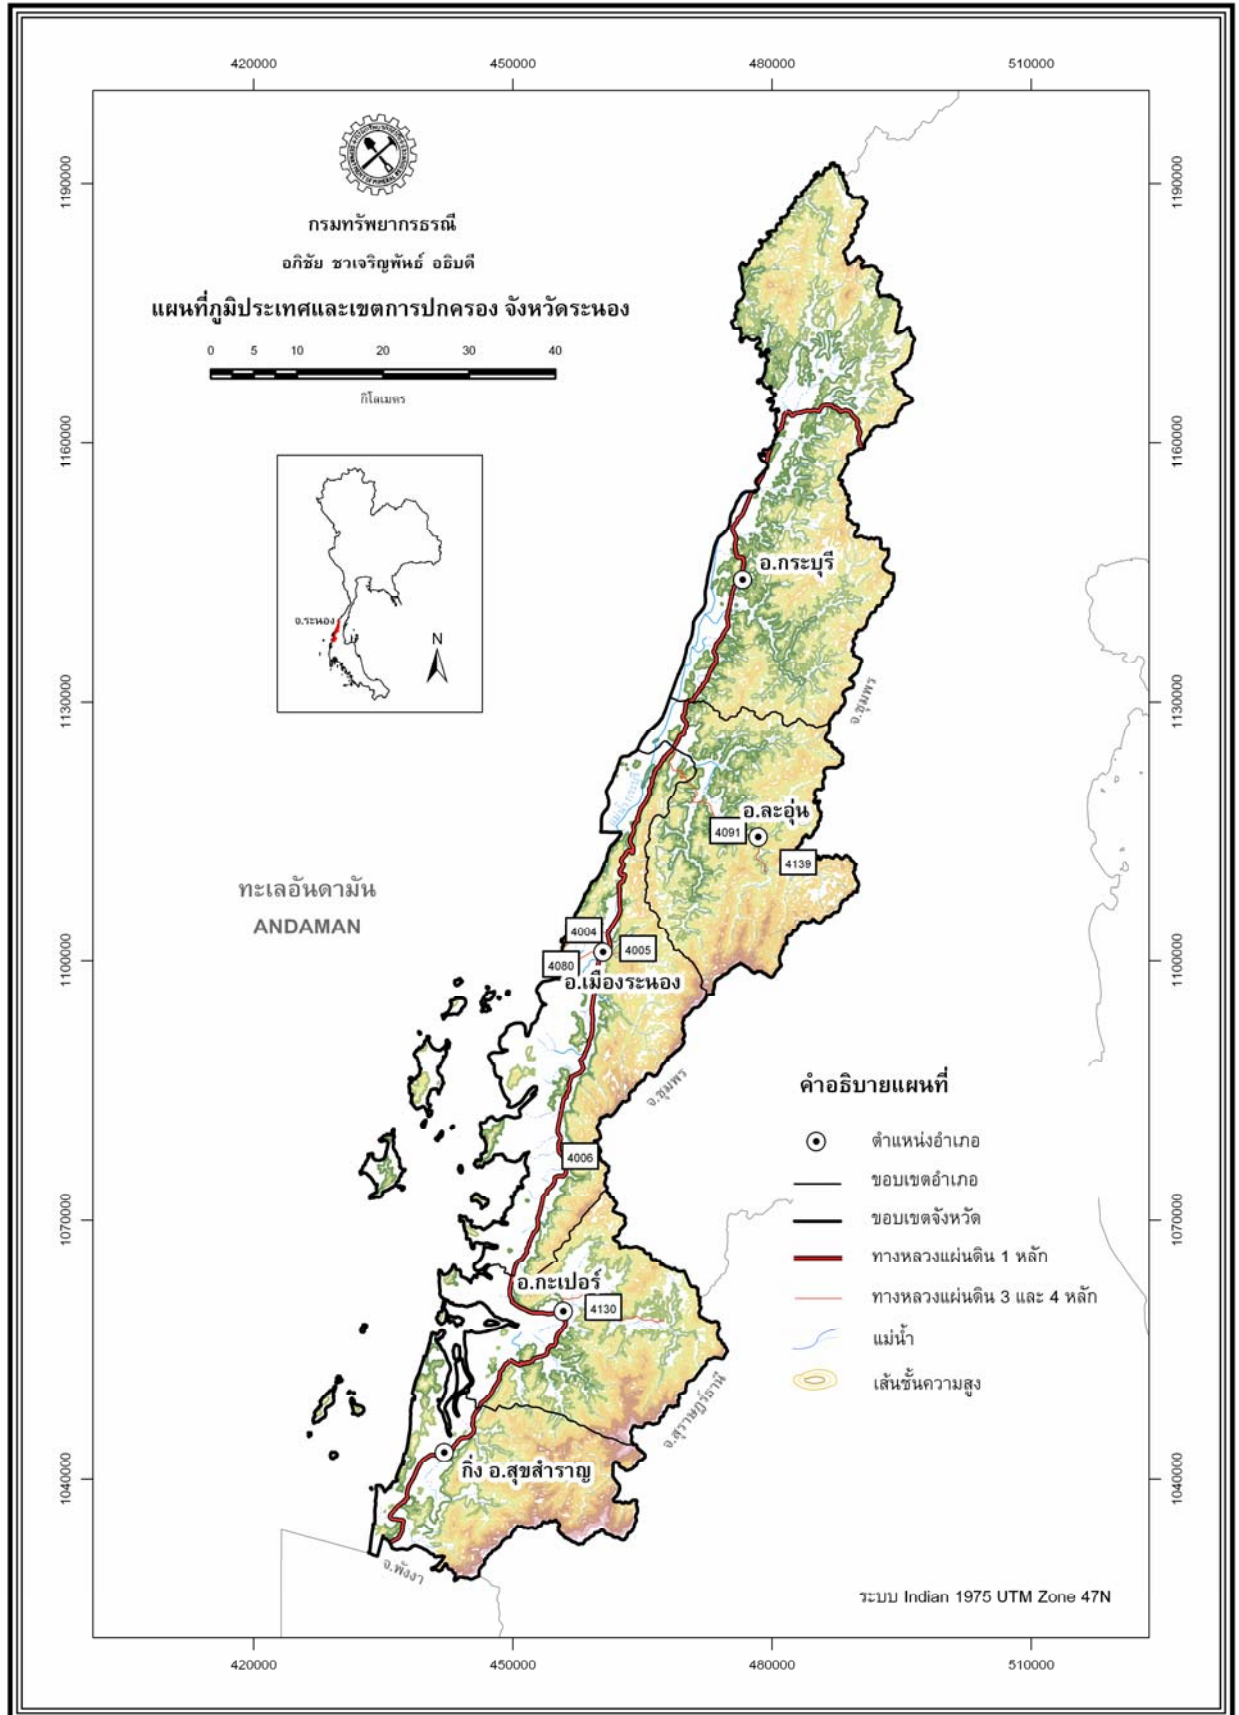 420000 450000 480000 510000
กรมทรัพยากรธรณี
อภิชัย ชวเจริญพันธ์ อธิบดี
แผนที่ภูมิประเทศและเขตการปกครอง จังหวัดระนอง
0 5 10 20 30 40
กิโลเมตร
1190000
1190000
1160000
1160000
จ.ระนอง
N
อ.กระบุรี
1130000
1130000
จ.ชุมพร
แม่น้ำกระบุรี
อ.ละอุ่น
4091
4139
ทะเลอันดามัน
ANDAMAN
4004
4005
4080
1100000
1100000
อ.เมืองระนอง
จ.ชุมพร
คำอธิบายแผนที่
ตำแหน่งอำเภอ
4006
ขอบเขตอำเภอ
ขอบเขตจังหวัด
1070000
1070000
ทางหลวงแผ่นดิน 1 หลัก
อ.กะเปอร์
4130
ทางหลวงแผ่นดิน 3 และ 4 หลัก
แม่น้ำ
เส้นชั้นความสูง
จ.สุราษฎร์ธานี
กิ่ง อ.สุขสำราญ
1040000
1040000
จ.พังงา
ระบบ Indian 1975 UTM Zone 47N
420000 450000 480000 510000